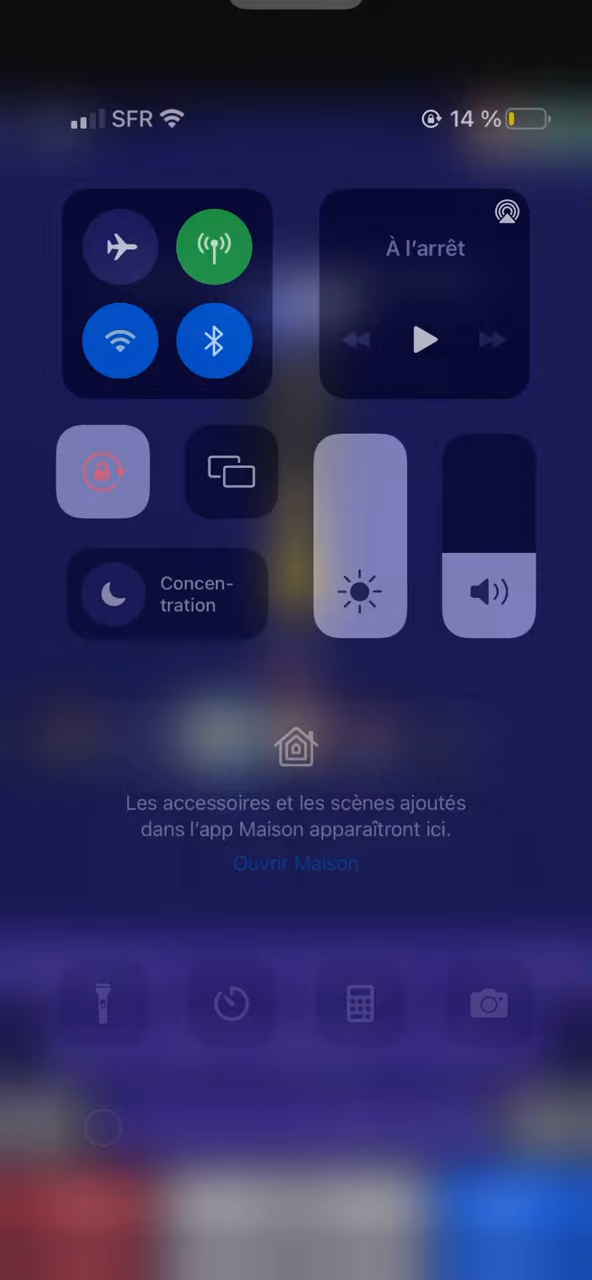 SFR 14 %
À l'arrêt
Concen-
tration
Les accessoires et les scènes ajoutés
dans l'app Maison apparaîtront ici.
Ouvrir Maison